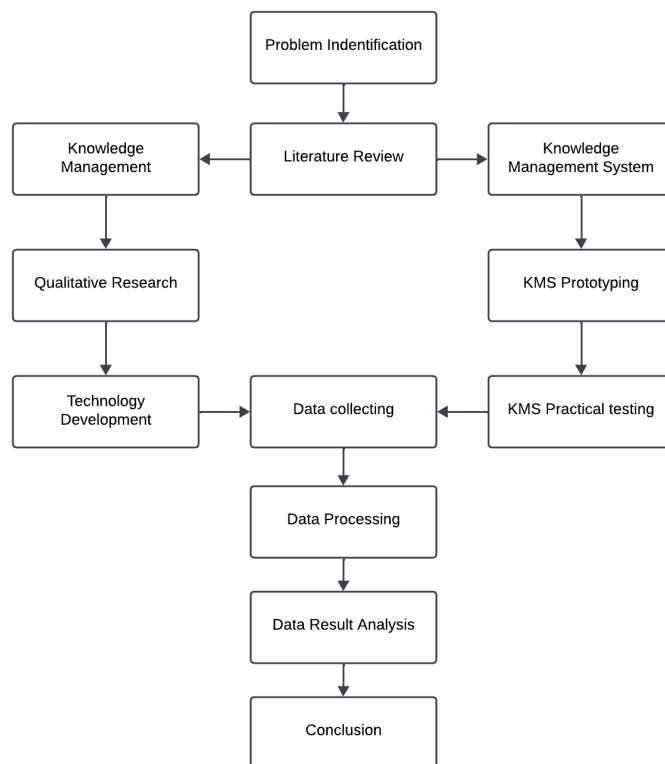 Problem Indentification
Knowledge
Management
Literature Review
Knowledge
Management System
Qualitative Research
KMS Prototyping
Technology
Development
Data collecting
KMS Practical testing
Data Processing
Data Result Analysis
Conclusion